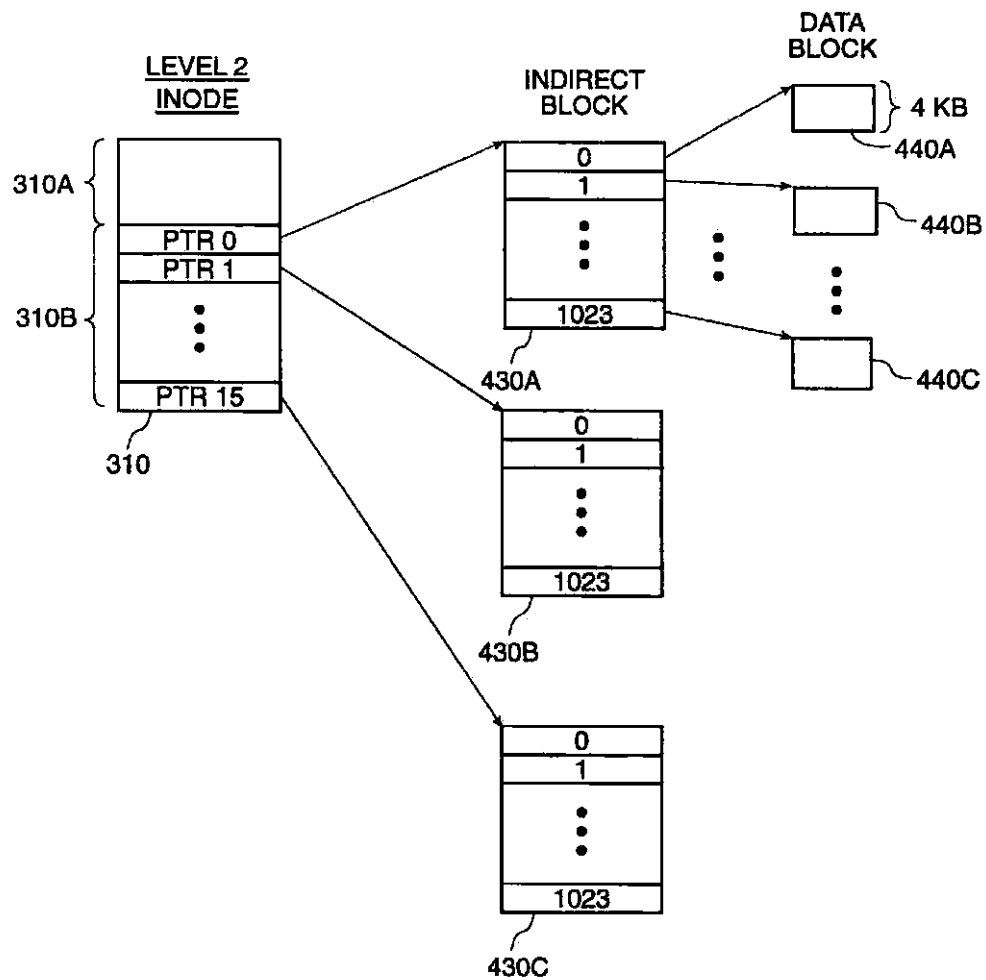 LEVEL 2
INODE
310A
310B
PTR 0
PTR 1
PTR 15
310
INDIRECT
BLOCK
0
1
1023
430A
0
1
1023
430B
0
1
1023
430C
DATA
BLOCK
4 KB
440A
440B
440C